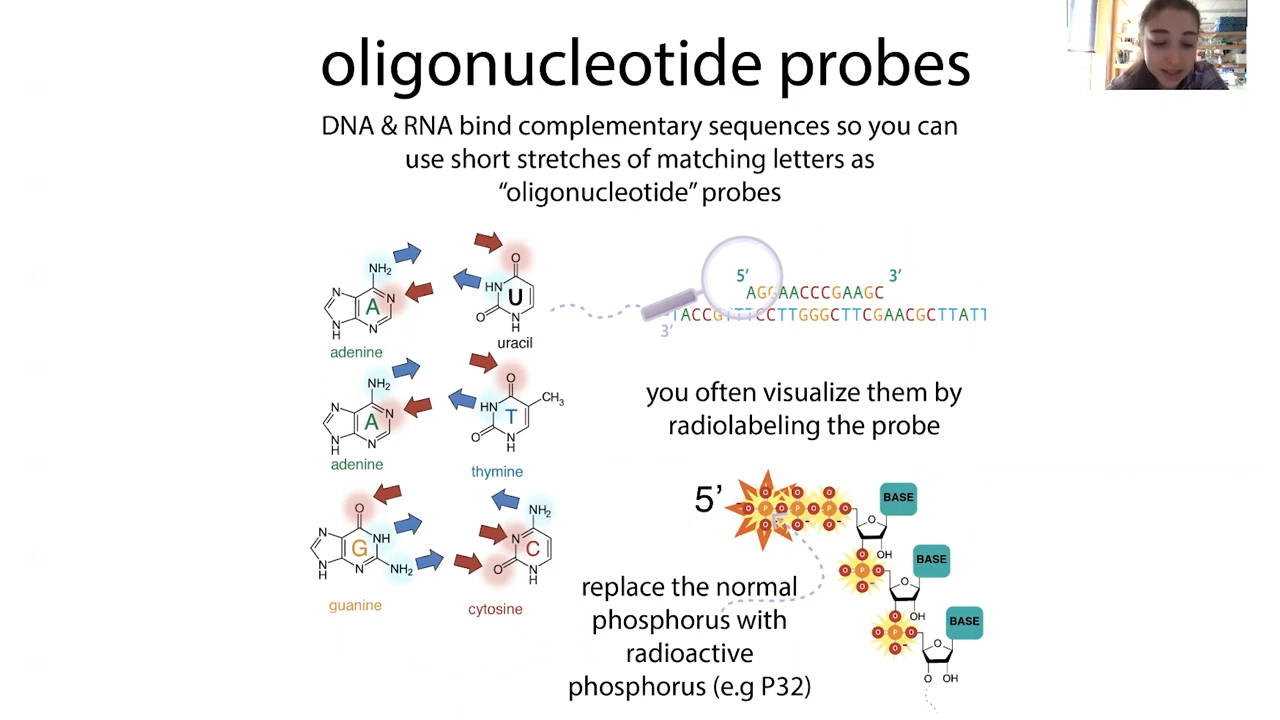 oligonucleotide probes
DNA & RNA bind complementary sequences so you can
use short stretches of matching letters as
“oligonucleotide” probes
NH₂
N
N
A
N
H
N
adenine
O
HN
U
O
N
H
uracil
NH₂
N
N
A
N
H
N
adenine
O
HN
CH₃
T
O
N
H
thymine
O
N
NH
G
N
H
N
NH₂
guanine
NH₂
N
C
O
N
H
cytosine
5’
3’
AGGAACCCGAAGC
TACCGTTTCCTTGGGCTTCGAACGCTTATT
3’
you often visualize them by
radiolabeling the probe
5’
O O O
O P O P O P O
O O O
BASE
O
OH
O
O P O
O
BASE
O
OH
O
O P O
O
BASE
O
O OH
replace the normal
phosphorus with
radioactive
phosphorus (e.g P32)